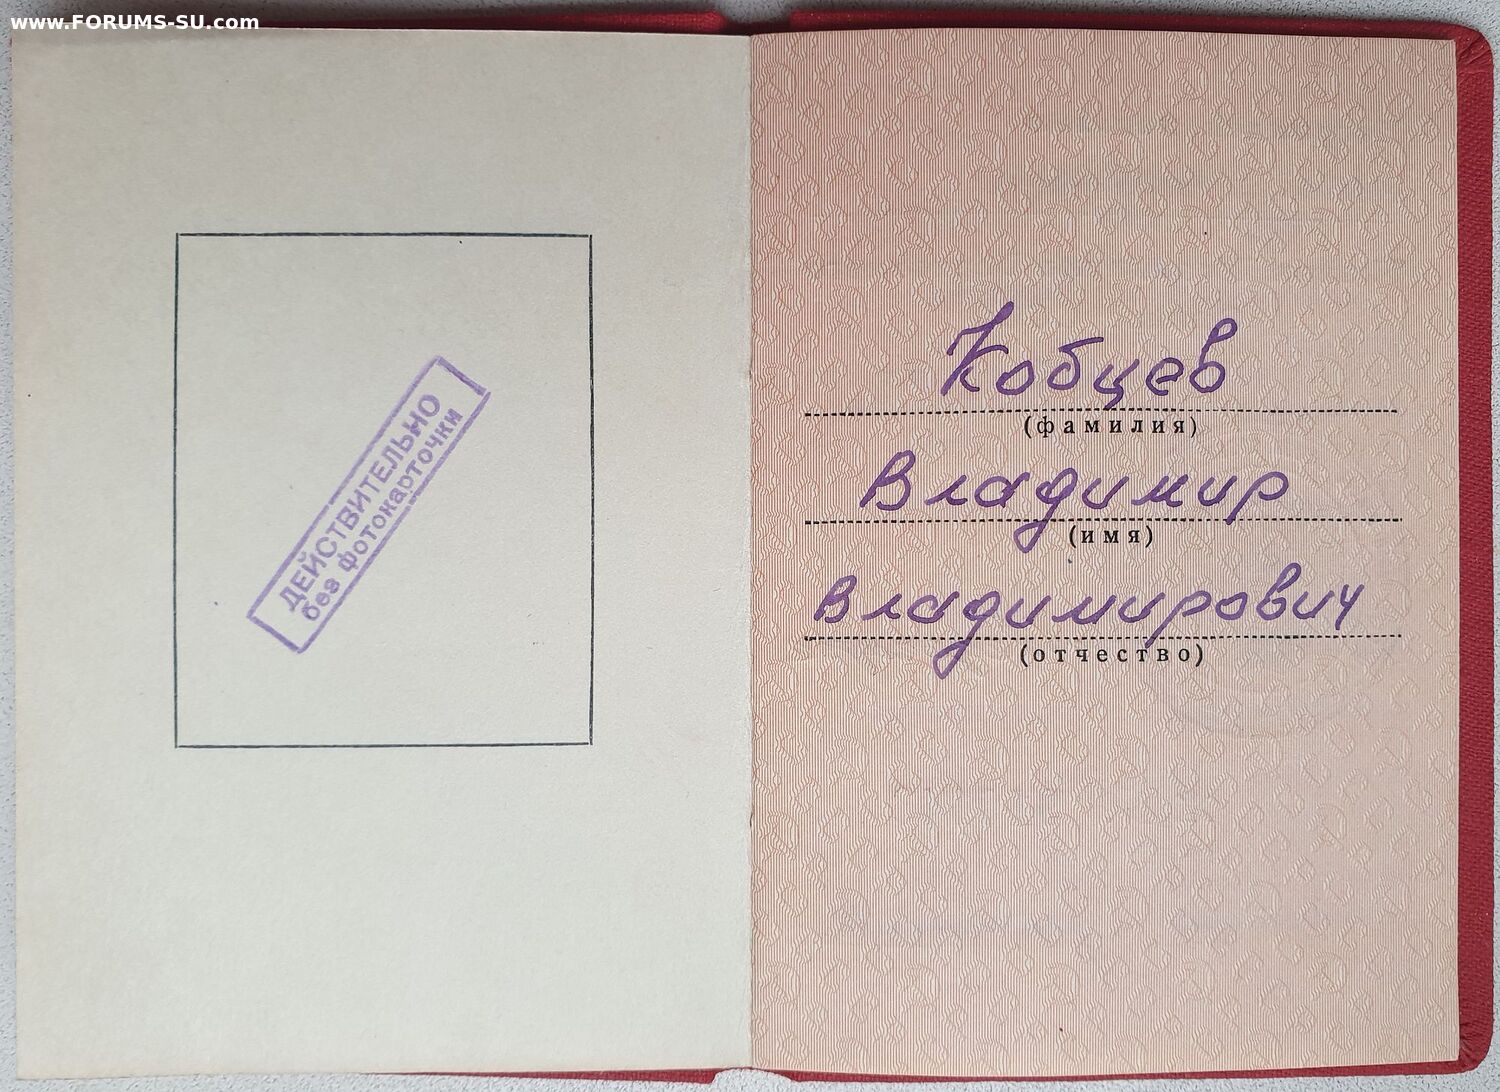 www.FORUMS-SU.com
ДЕЙСТВИТЕЛЬНО
без фотокарточки
Кобцев
(фамилия)
Владимир
(имя)
Владимирович
(отчество)